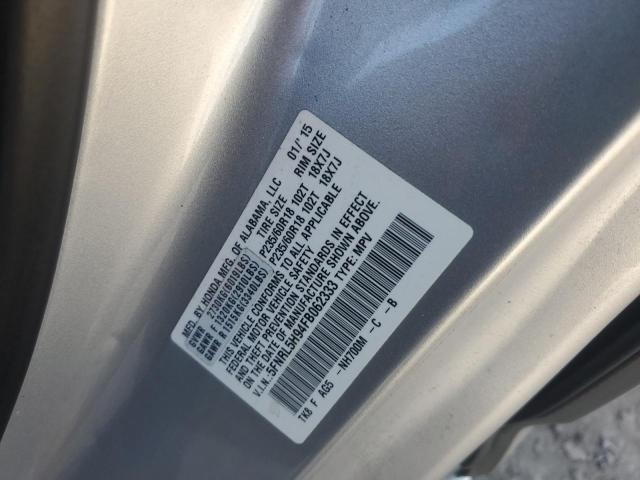 MFD. BY HONDA MFG. OF ALABAMA, LLC 01/'15
TIRE SIZE RIM SIZE
GVWR P235/60R18 102T 18X7J
GAWR F P235/60R18 102T 18X7J
GAWR R
THIS VEHICLE CONFORMS TO ALL APPLICABLE
FEDERAL MOTOR VEHICLE SAFETY
AND THEFT PREVENTION STANDARDS IN EFFECT
ON THE DATE OF MANUFACTURE SHOWN ABOVE.
V.I.N.: 5FNRL5H94FB062333 TYPE: MPV
TK8 F AG5 -NH700M -C -B